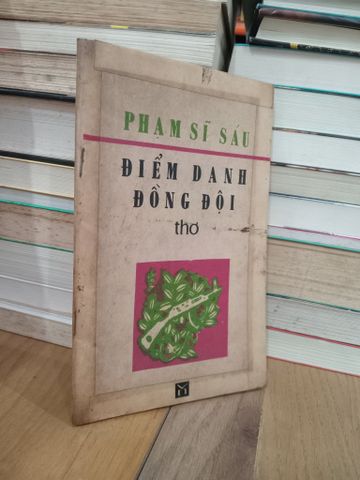 PHẠM SĨ SÁU
ĐIỂM DANH
ĐỒNG ĐỘI
thơ